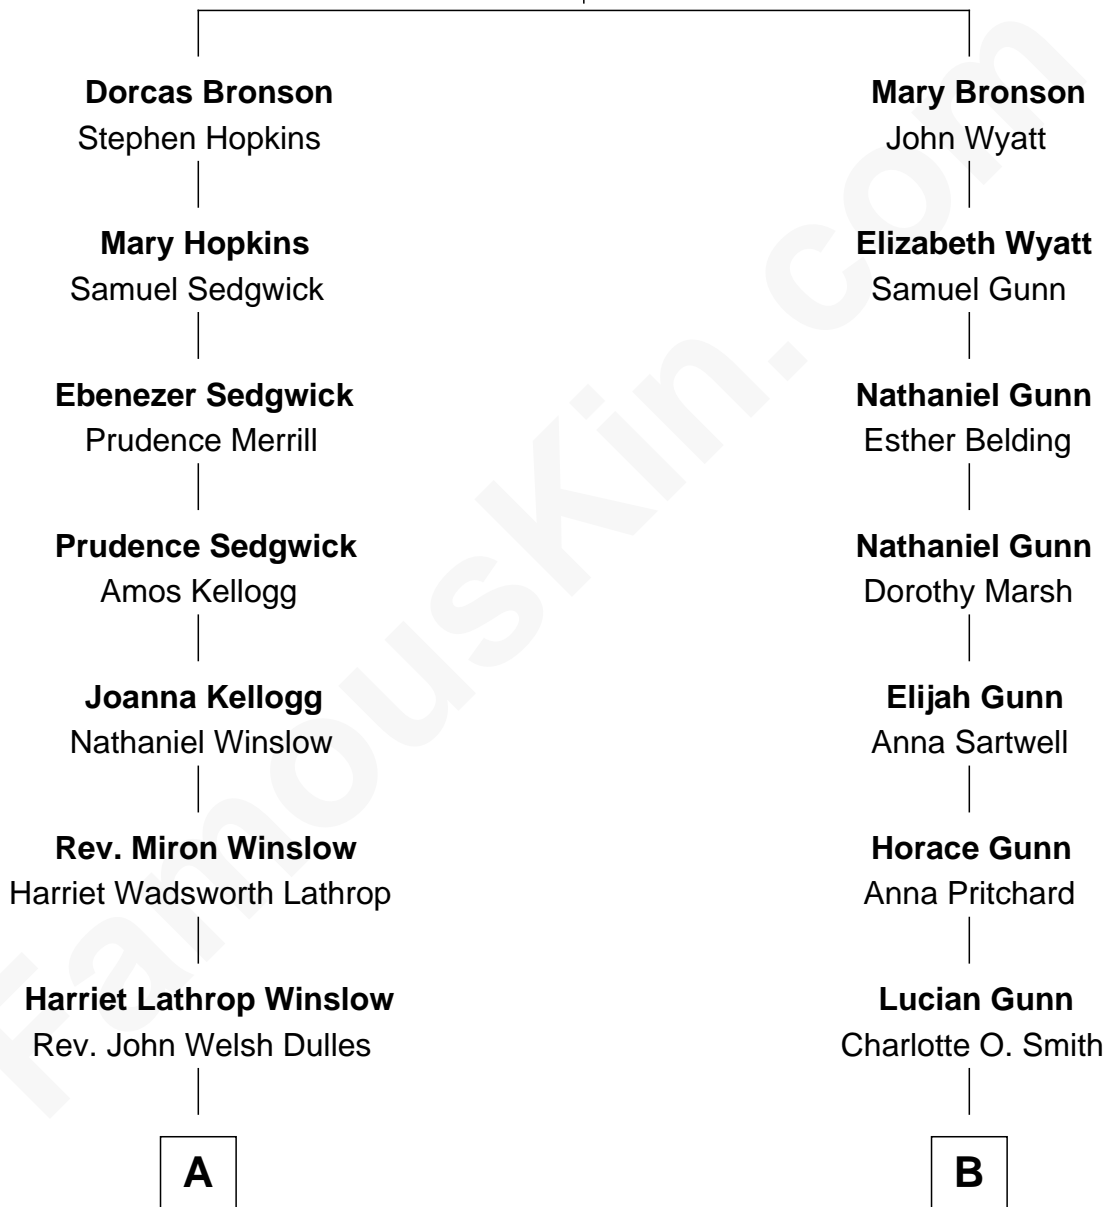 Dorcas Bronson
Stephen Hopkins
Mary Hopkins
Samuel Sedgwick
Ebenezer Sedgwick
Prudence Merrill
Prudence Sedgwick
Amos Kellogg
Joanna Kellogg
Nathaniel Winslow
Rev. Miron Winslow
Harriet Wadsworth Lathrop
Harriet Lathrop Winslow
Rev. John Welsh Dulles
A
Mary Bronson
John Wyatt
Elizabeth Wyatt
Samuel Gunn
Nathaniel Gunn
Esther Belding
Nathaniel Gunn
Dorothy Marsh
Elijah Gunn
Anna Sartwell
Horace Gunn
Anna Pritchard
Lucian Gunn
Charlotte O. Smith
B
FamousKin.com